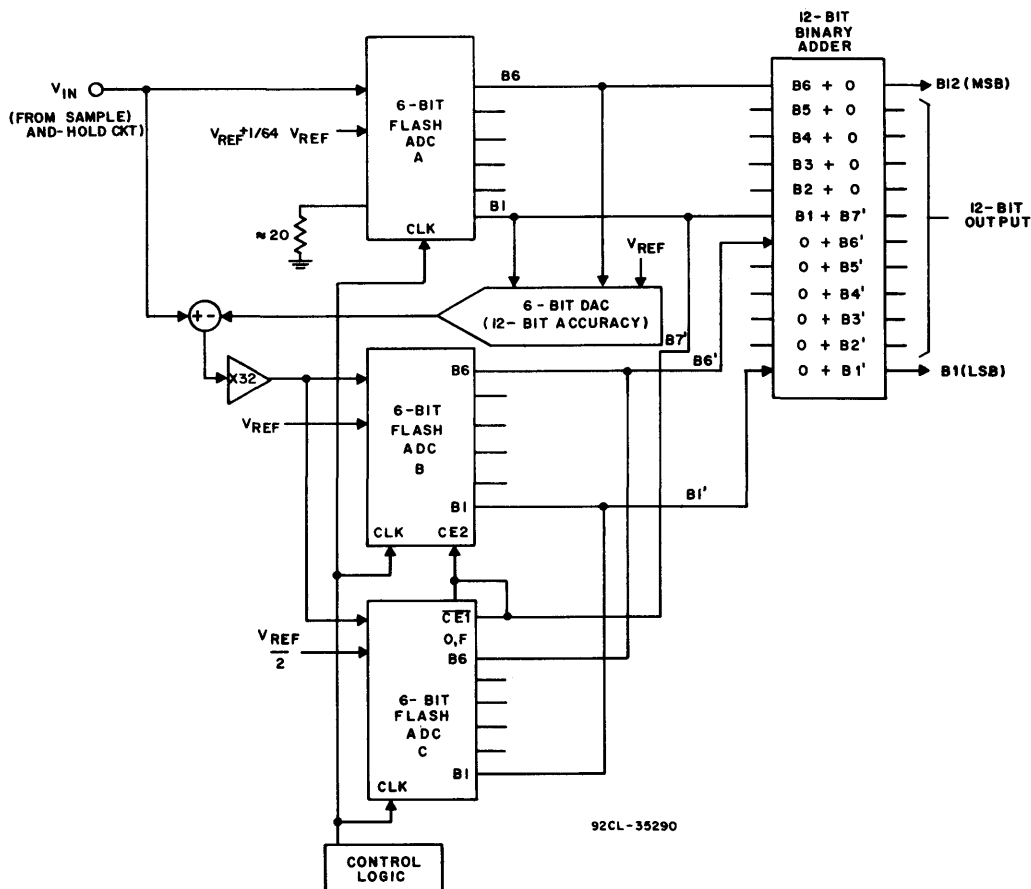 12-BIT
BINARY
ADDER
VIN
(FROM SAMPLE)
AND-HOLD CKT)
6-BIT
FLASH
ADC
A
CLK
B6
B1
VREF+1/64 VREF
≈20
B6 + 0
B5 + 0
B4 + 0
B3 + 0
B2 + 0
B1 + B7'
0 + B6'
0 + B5'
0 + B4'
0 + B3'
0 + B2'
0 + B1'
B12 (MSB)
12-BIT
OUTPUT
B1 (LSB)
VREF
6-BIT DAC
(12-BIT ACCURACY)
B7'
+-
X32
B6'
B6
6-BIT
FLASH
ADC
B
VREF
B1
CLK
CE2
B1'
CE1
O,F
B6
VREF
2
6-BIT
FLASH
ADC
C
B1
CLK
92CL-35290
CONTROL
LOGIC